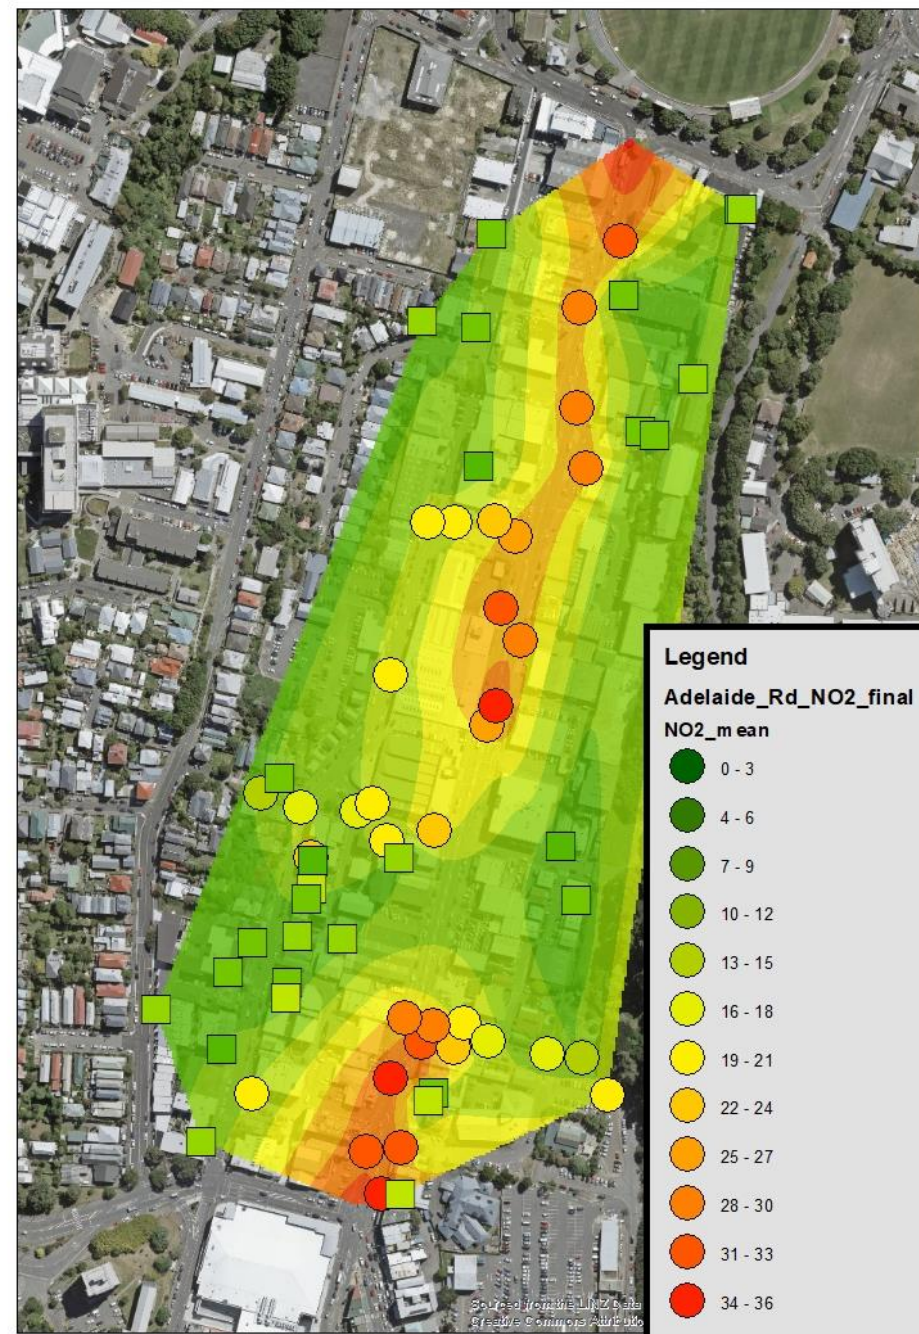 Legend
Adelaide_Rd_NO2_final
NO2_mean
0 - 3
4 - 6
7 - 9
10 - 12
13 - 15
16 - 18
19 - 21
22 - 24
25 - 27
28 - 30
31 - 33
34 - 36
Sourced from the LINZ Data
Creative Commons Attributio